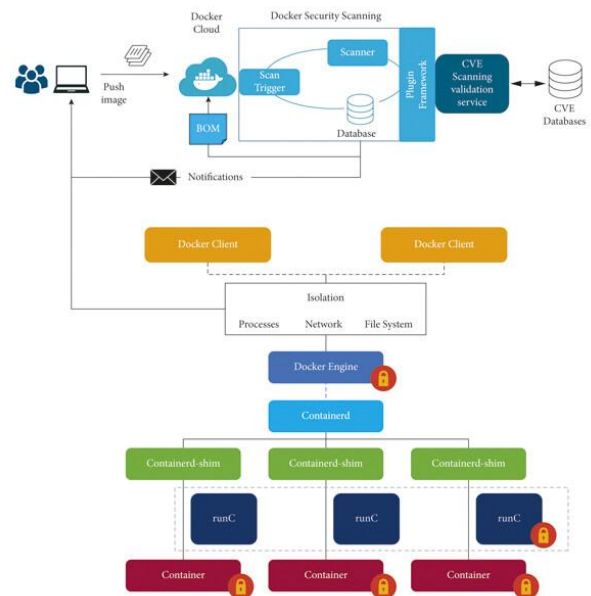 Docker
Cloud
Docker Security Scanning
Push
image
Scan
Trigger
Scanner
Database
Plugin
Framework
CVE
Scanning
validation
service
CVE
Databases
BOM
Notifications
Docker Client
Docker Client
Isolation
Processes Network File System
Docker Engine
Containerd
Containerd-shim
Containerd-shim
Containerd-shim
runC
runC
runC
Container
Container
Container